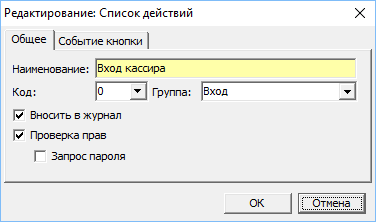 Редактирование: Список действий
Общее Событие кнопки
Наименование: Вход кассира
Код: 0 Группа: Вход
Вносить в журнал
Проверка прав
Запрос пароля
ОК Отмена